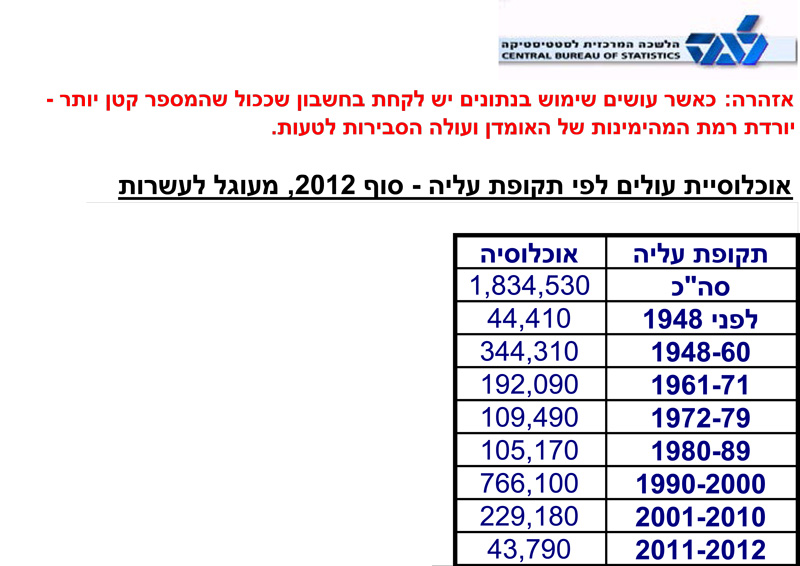 הלשכה המרכזית לסטטיסטיקה
CENTRAL BUREAU OF STATISTICS
אזהרה: כאשר עושים שימוש בנתונים יש לקחת בחשבון שככול שהמספר קטן יותר -
יורדת רמת המהימינות של האומדן ועולה הסבירות לטעות.
אוכלוסיית עולים לפי תקופת עליה - סוף 2012, מעוגל לעשרות
תקופת עליה אוכלוסיה
סה"כ 1,834,530
לפני 1948 44,410
1948-60 344,310
1961-71 192,090
1972-79 109,490
1980-89 105,170
1990-2000 766,100
2001-2010 229,180
2011-2012 43,790